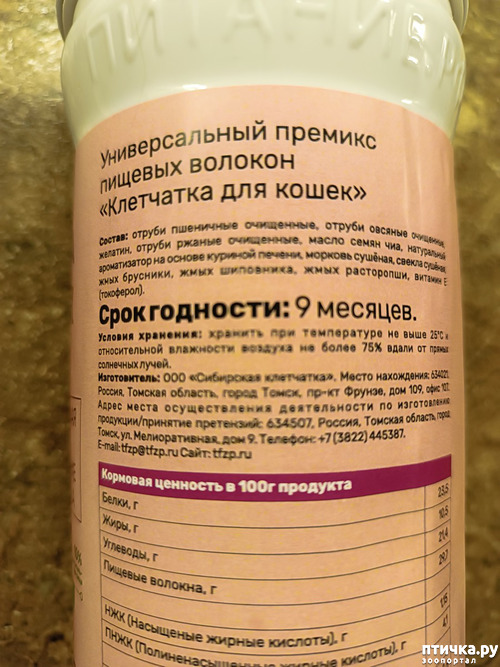 ПИТАНИЕ
Универсальный премикс
пищевых волокон
«Клетчатка для кошек»
Состав: отруби пшеничные очищенные, отруби овсяные очищенные,
желатин, отруби ржаные очищенные, масло семян чиа, натуральный
ароматизатор на основе куриной печени, морковь сушёная, свекла сушёная,
жмых брусники, жмых шиповника, жмых расторопши, витамин Е
(токоферол).
Срок годности: 9 месяцев.
Условия хранения: хранить при температуре не выше 25°С и
относительной влажности воздуха не более 75% вдали от прямых
солнечных лучей.
Изготовитель: ООО «Сибирская клетчатка». Место нахождения: 634021,
Россия, Томская область, город Томск, пр-кт Фрунзе, дом 109, офис 107.
Адрес места осуществления деятельности по изготовлению
продукции/принятие претензий: 634507, Россия, Томская область, город
Томск, ул. Мелиоративная, дом 9. Телефон: +7 (3822) 445387.
E-mail: tfzp@tfzp.ru Сайт: tfzp.ru
Кормовая ценность в 100г продукта
Белки, г 23,5
Жиры, г 10,5
Углеводы, г 21,4
Пищевые волокна, г 29,7
НЖК (Насыщеные жирные кислоты), г 1,15
ПНЖК (Полиненасыщенные жирные кислоты), г 4,1
птичка.ру
зоопортал